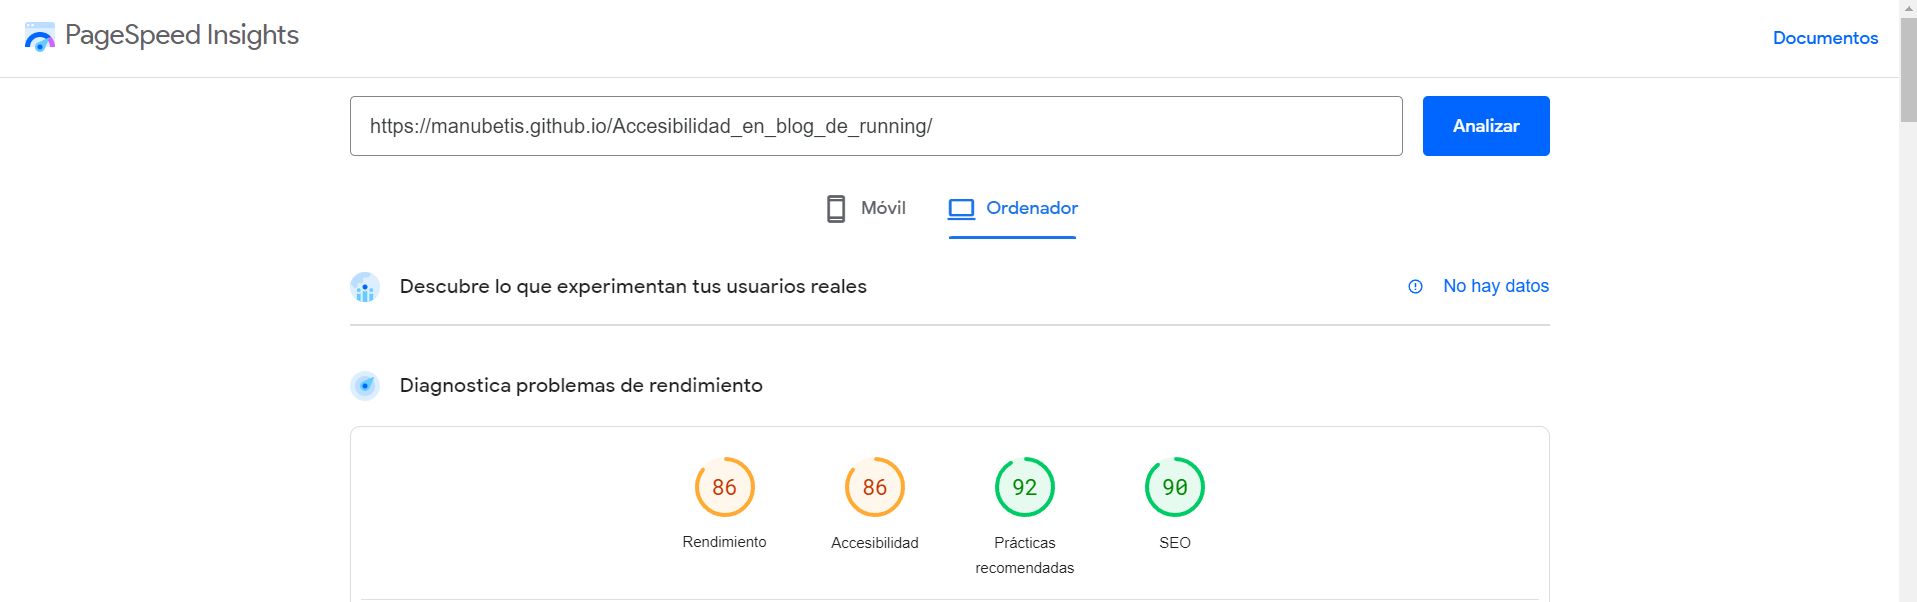 PageSpeed Insights
Documentos
https://manubetis.github.io/Accesibilidad_en_blog_de_running/
Analizar
Móvil
Ordenador
Descubre lo que experimentan tus usuarios reales
No hay datos
Diagnostica problemas de rendimiento
86
86
92
90
Rendimiento
Accesibilidad
Prácticas
recomendadas
SEO